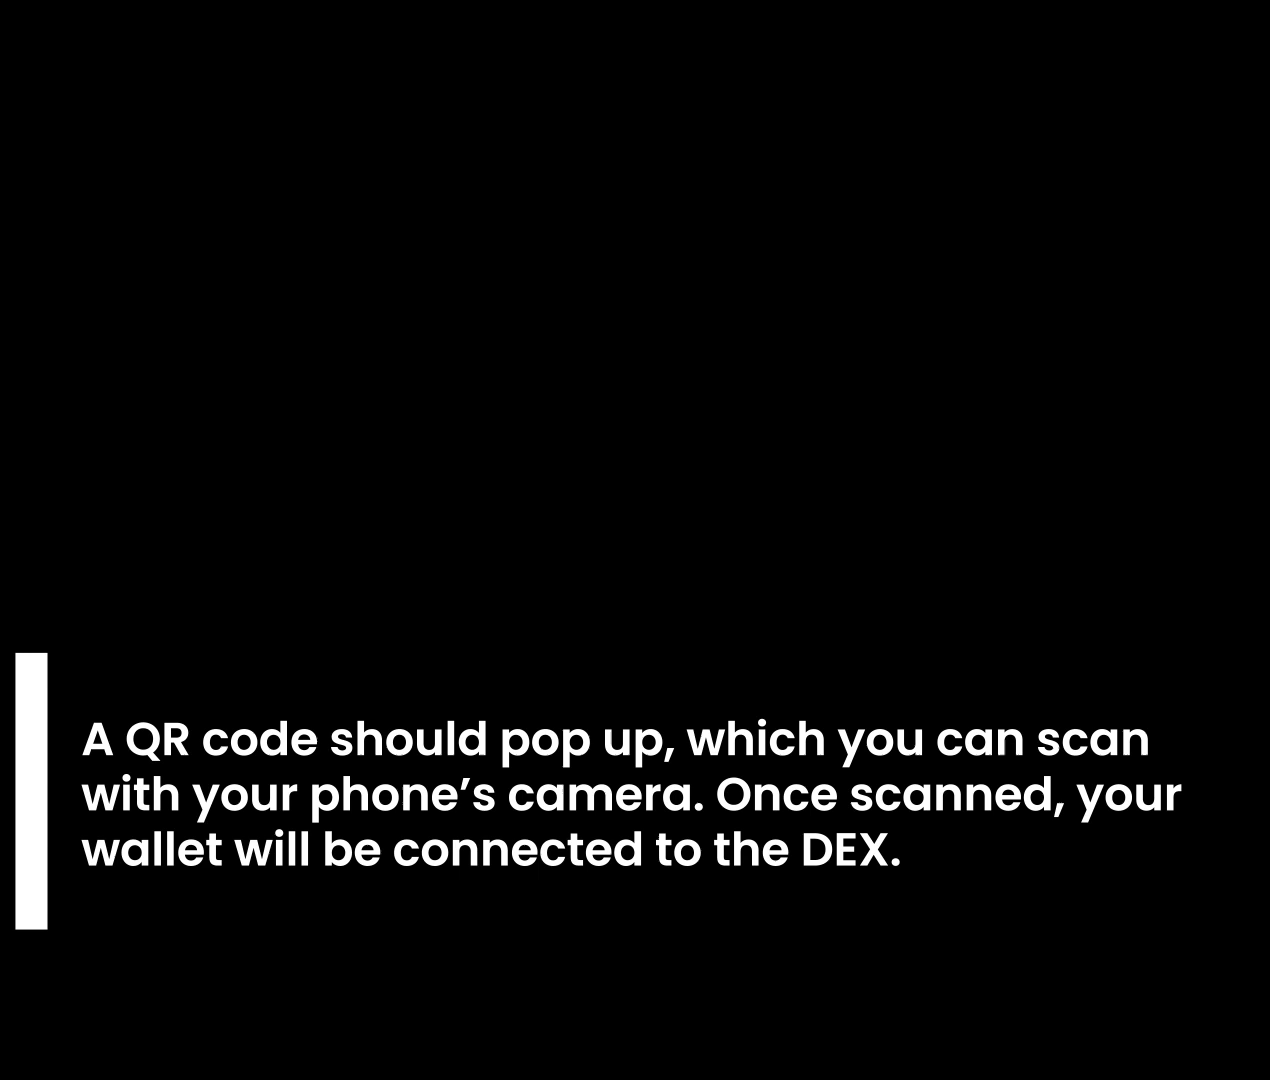 A QR code should pop up, which you can scan
with your phone’s camera. Once scanned, your
wallet will be connected to the DEX.